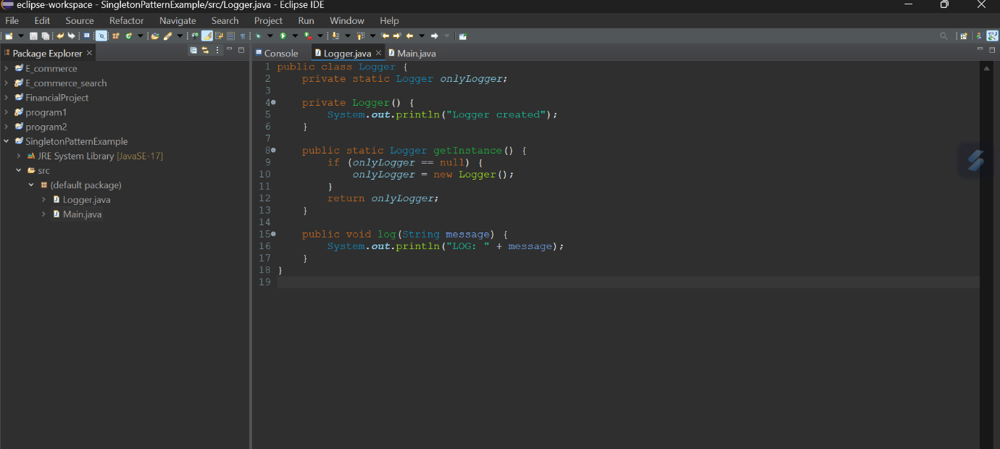 eclipse-workspace - SingletonPatternExample/src/Logger.java - Eclipse IDE
File Edit Source Refactor Navigate Search Project Run Window Help
Package Explorer
E_commerce
E_commerce_search
FinancialProject
program1
program2
SingletonPatternExample
JRE System Library [JavaSE-17]
src
(default package)
Logger.java
Main.java
Console Logger.java Main.java
1 public class Logger {
2     private static Logger onlyLogger;
3
4     private Logger() {
5         System.out.println("Logger created");
6     }
7
8     public static Logger getInstance() {
9         if (onlyLogger == null) {
10             onlyLogger = new Logger();
11         }
12         return onlyLogger;
13     }
14
15     public void log(String message) {
16         System.out.println("LOG: " + message);
17     }
18 }
19